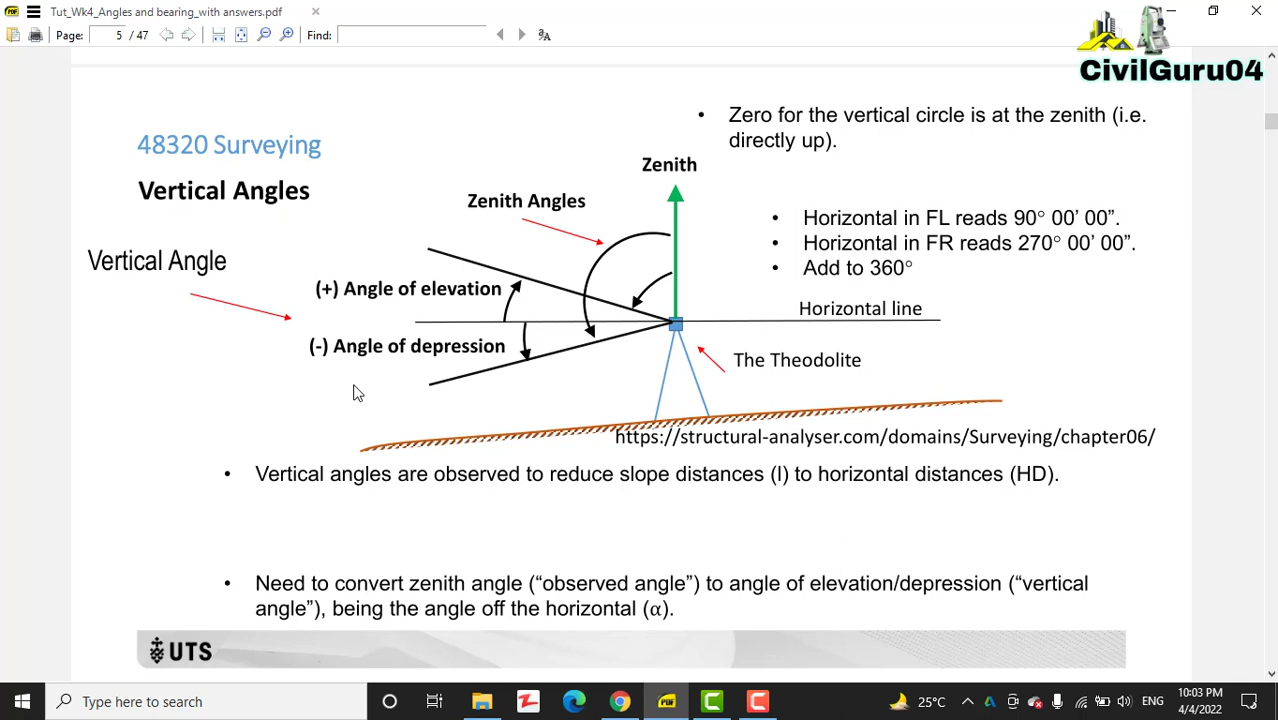 Tut_Wk4_Angles and bearing_with answers.pdf
Page: 5 / 47 Find:
CivilGuru04
48320 Surveying
Vertical Angles
• Zero for the vertical circle is at the zenith (i.e.
directly up).
Zenith
Zenith Angles
• Horizontal in FL reads 90° 00’ 00”.
• Horizontal in FR reads 270° 00’ 00”.
• Add to 360°
Vertical Angle
(+) Angle of elevation
Horizontal line
(-) Angle of depression
The Theodolite
https://structural-analyser.com/domains/Surveying/chapter06/
• Vertical angles are observed to reduce slope distances (l) to horizontal distances (HD).
• Need to convert zenith angle (“observed angle”) to angle of elevation/depression (“vertical
angle”), being the angle off the horizontal (α).
UTS
Type here to search
25°C
ENG
10:03 PM
4/4/2022